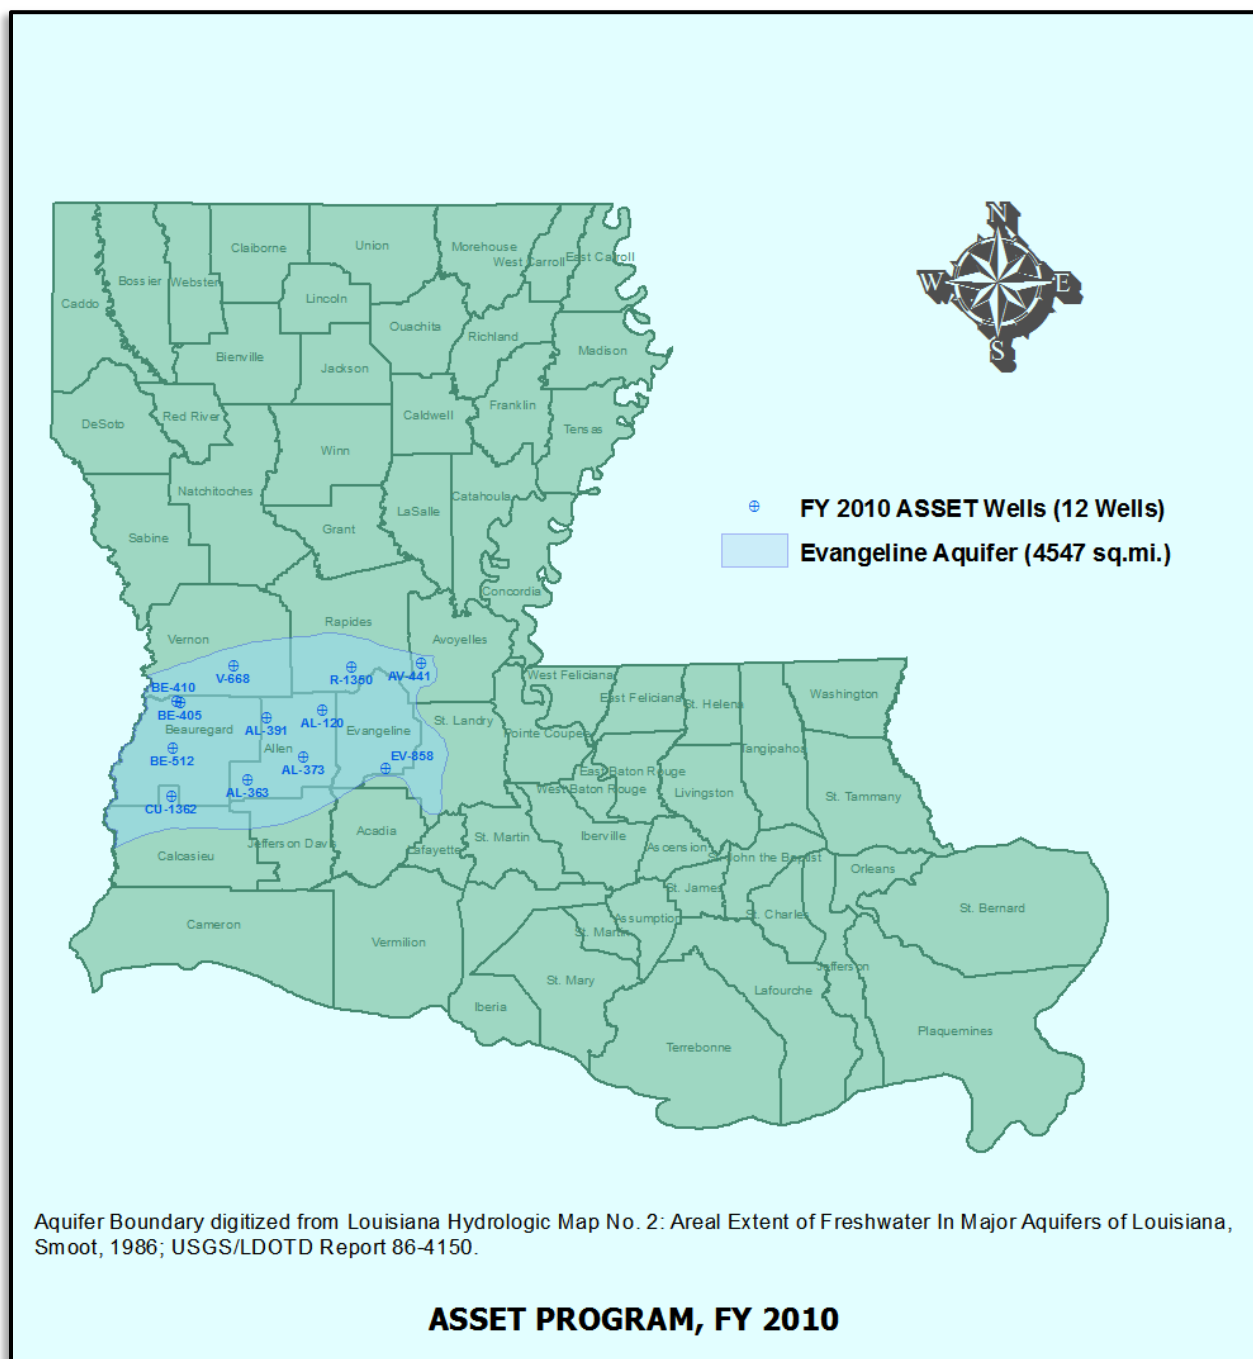 N
W
E
S
Claiborne
Union
Morehouse
West Carroll
East Carroll
Bossier
Webster
Caddo
Lincoln
Ouachita
Richland
Madison
Bienville
Jackson
DeSoto
Red River
Caldwell
Franklin
Tensas
Winn
Natchitoches
Catahoula
LaSalle
Grant
Sabine
FY 2010 ASSET Wells (12 Wells)
Evangeline Aquifer (4547 sq.mi.)
Concordia
Rapides
Vernon
Avoyelles
V-668
R-1350
AV-441
West Feliciana
East Feliciana
St. Helena
Washington
BE-410
BE-405
Beauregard
AL-391
AL-120
Evangeline
St. Landry
Pointe Coupee
Tangipahoa
Allen
BE-512
AL-373
EV-858
East Baton Rouge
West Baton Rouge
Livingston
St. Tammany
AL-363
CU-1362
Acadia
Jefferson Davis
Lafayette
St. Martin
Iberville
Ascension
St. John the Baptist
Calcasieu
Orleans
St. James
St. Charles
St. Bernard
Assumption
Cameron
Vermilion
St. Martin
St. Mary
Jefferson
Lafourche
Iberia
Plaquemines
Terrebonne
Aquifer Boundary digitized from Louisiana Hydrologic Map No. 2: Areal Extent of Freshwater In Major Aquifers of Louisiana,
Smoot, 1986; USGS/LDOTD Report 86-4150.
ASSET PROGRAM, FY 2010